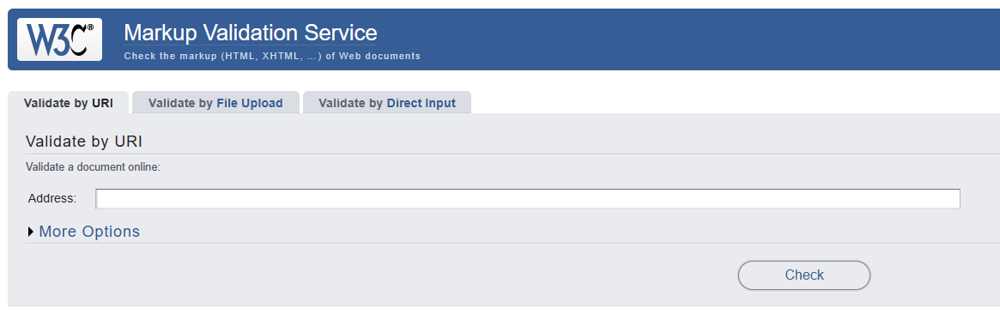 W3C®
Markup Validation Service
Check the markup (HTML, XHTML, …) of Web documents
Validate by URI Validate by File Upload Validate by Direct Input
Validate by URI
Validate a document online:
Address:
More Options
Check